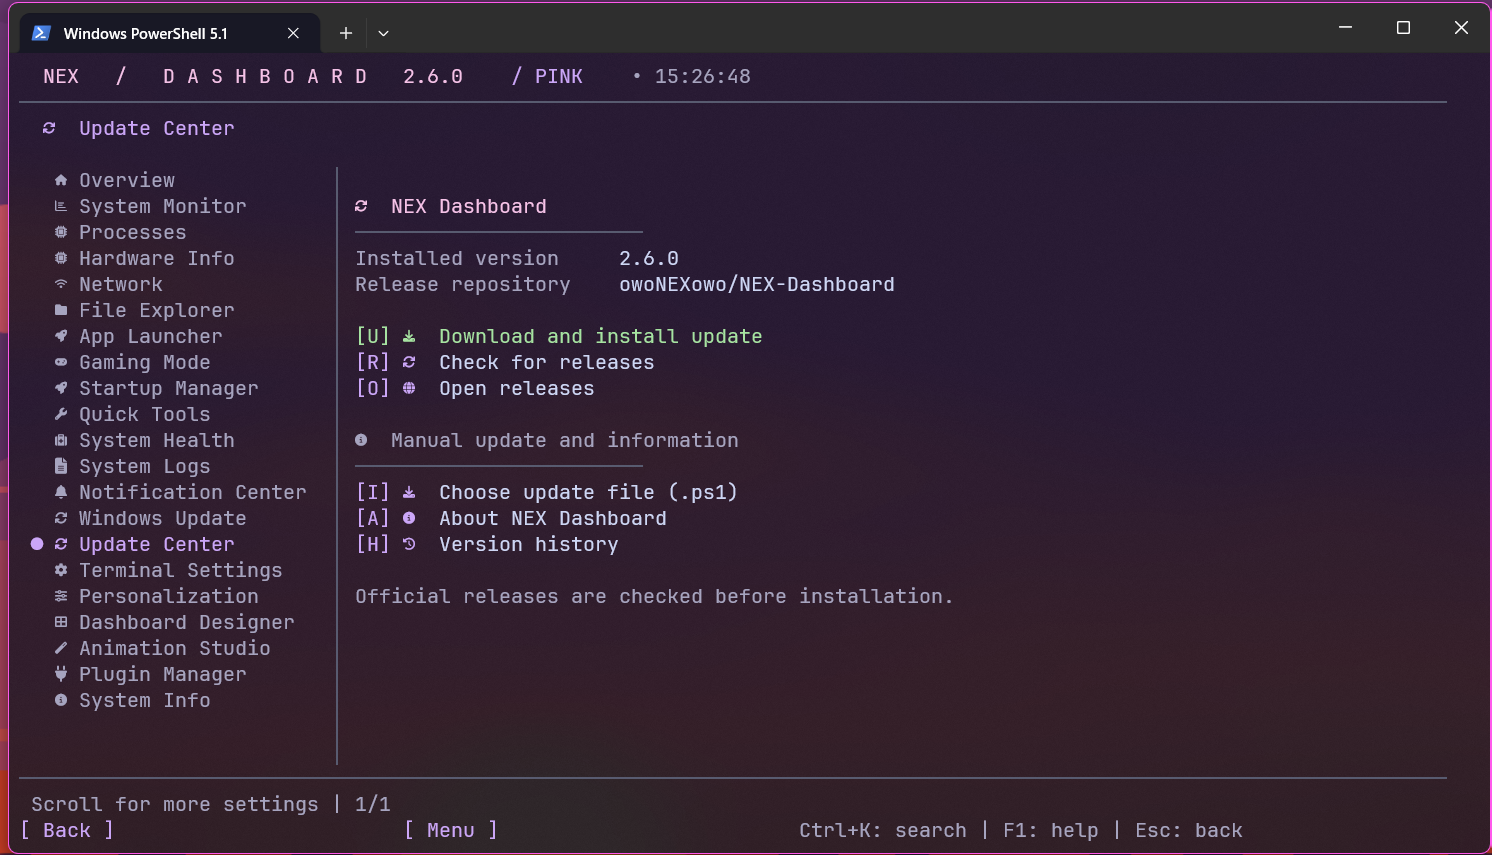 Windows PowerShell 5.1
NEX / D A S H B O A R D 2.6.0 / PINK • 15:26:48
Update Center
Overview
System Monitor
Processes
Hardware Info
Network
File Explorer
App Launcher
Gaming Mode
Startup Manager
Quick Tools
System Health
System Logs
Notification Center
Windows Update
Update Center
Terminal Settings
Personalization
Dashboard Designer
Animation Studio
Plugin Manager
System Info
NEX Dashboard
Installed version 2.6.0
Release repository owoNEXowo/NEX-Dashboard
[U] Download and install update
[R] Check for releases
[O] Open releases
Manual update and information
[I] Choose update file (.ps1)
[A] About NEX Dashboard
[H] Version history
Official releases are checked before installation.
Scroll for more settings | 1/1
[ Back ] [ Menu ] Ctrl+K: search | F1: help | Esc: back